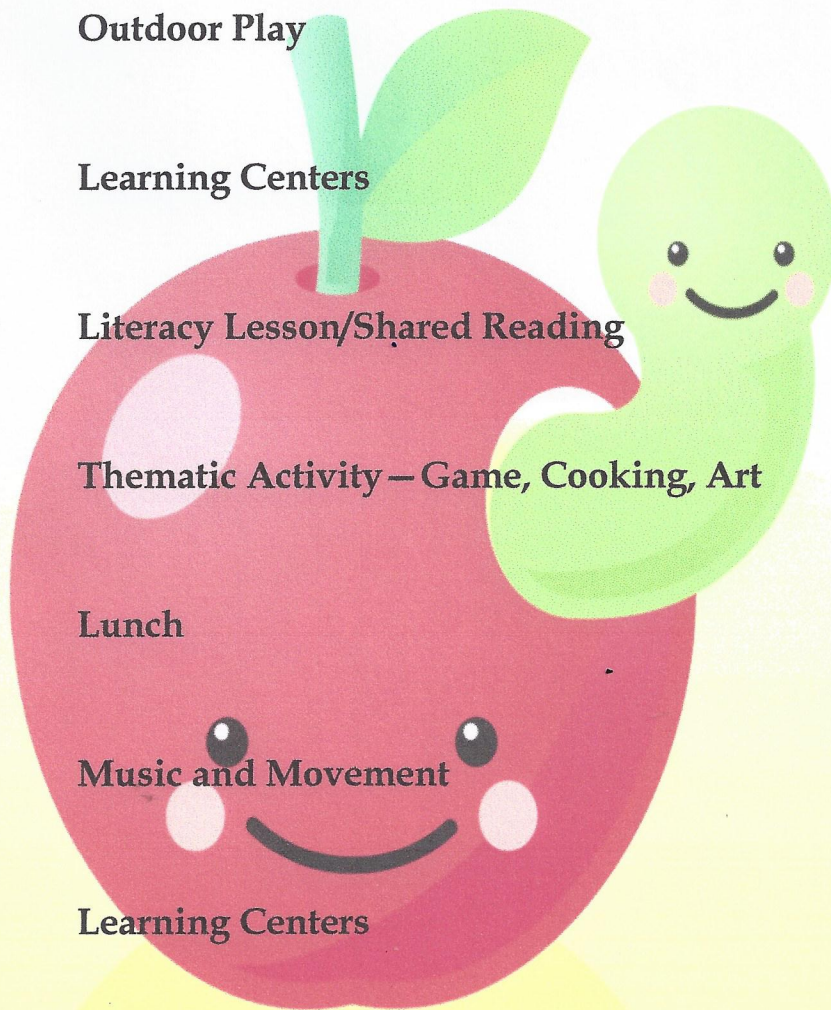 Outdoor Play
Learning Centers
Literacy Lesson/Shared Reading
Thematic Activity—Game, Cooking, Art
Lunch
Music and Movement
Learning Centers